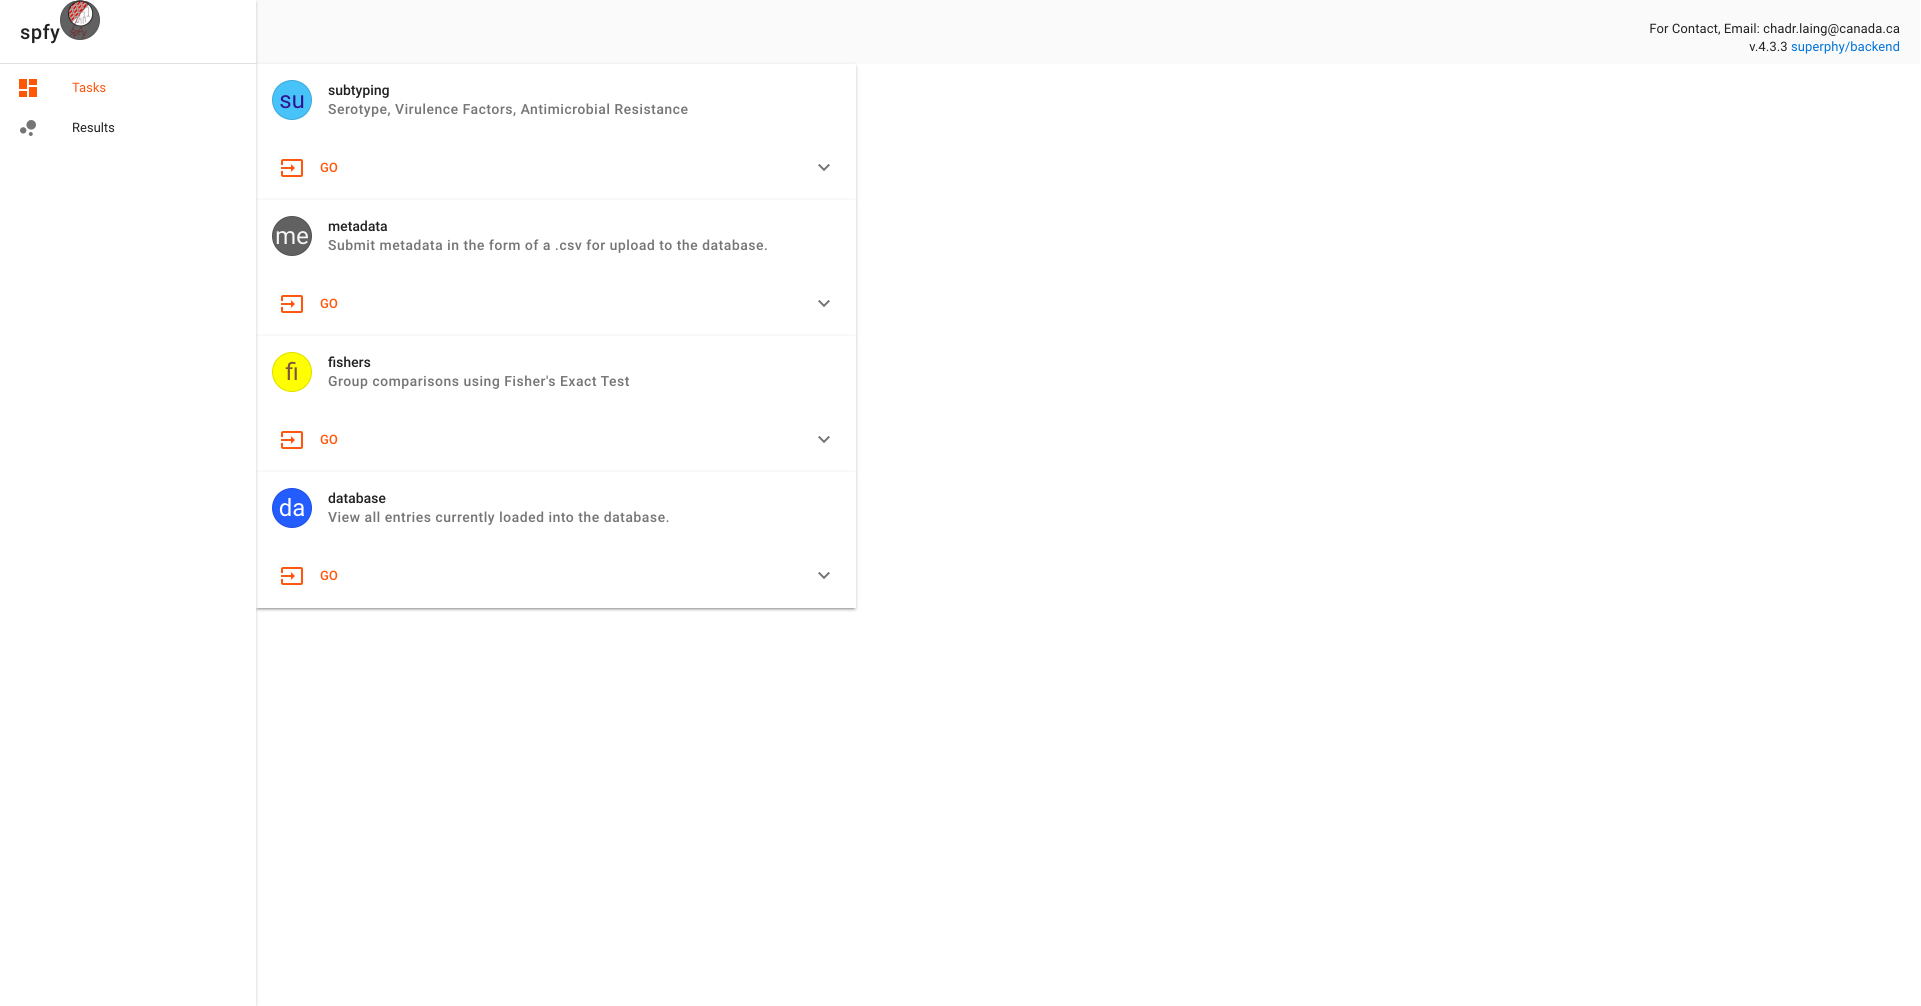 spfy
For Contact, Email: chadr.laing@canada.ca
v.4.3.3 superphy/backend
Tasks
Results
su
subtyping
Serotype, Virulence Factors, Antimicrobial Resistance
GO
me
metadata
Submit metadata in the form of a .csv for upload to the database.
GO
fi
fishers
Group comparisons using Fisher's Exact Test
GO
da
database
View all entries currently loaded into the database.
GO